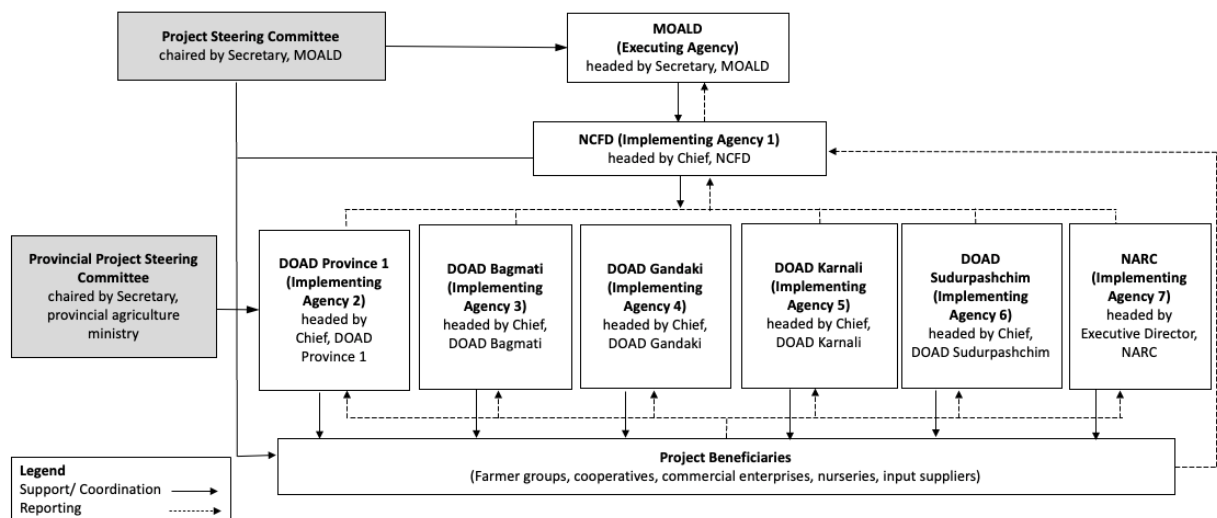 Project Steering Committee
chaired by Secretary, MOALD
MOALD
(Executing Agency)
headed by Secretary, MOALD
NCFD (Implementing Agency 1)
headed by Chief, NCFD
Provincial Project Steering
Committee
chaired by Secretary,
provincial agriculture
ministry
DOAD Province 1
(Implementing
Agency 2)
headed by
Chief, DOAD
Province 1
DOAD Bagmati
(Implementing
Agency 3)
headed by Chief,
DOAD Bagmati
DOAD Gandaki
(Implementing
Agency 4)
headed by Chief,
DOAD Gandaki
DOAD Karnali
(Implementing
Agency 5)
headed by Chief,
DOAD Karnali
DOAD
Sudurpashchim
(Implementing
Agency 6)
headed by Chief,
DOAD Sudurpashchim
NARC
(Implementing
Agency 7)
headed by
Executive Director,
NARC
Project Beneficiaries
(Farmer groups, cooperatives, commercial enterprises, nurseries, input suppliers)
Legend
Support/ Coordination
Reporting